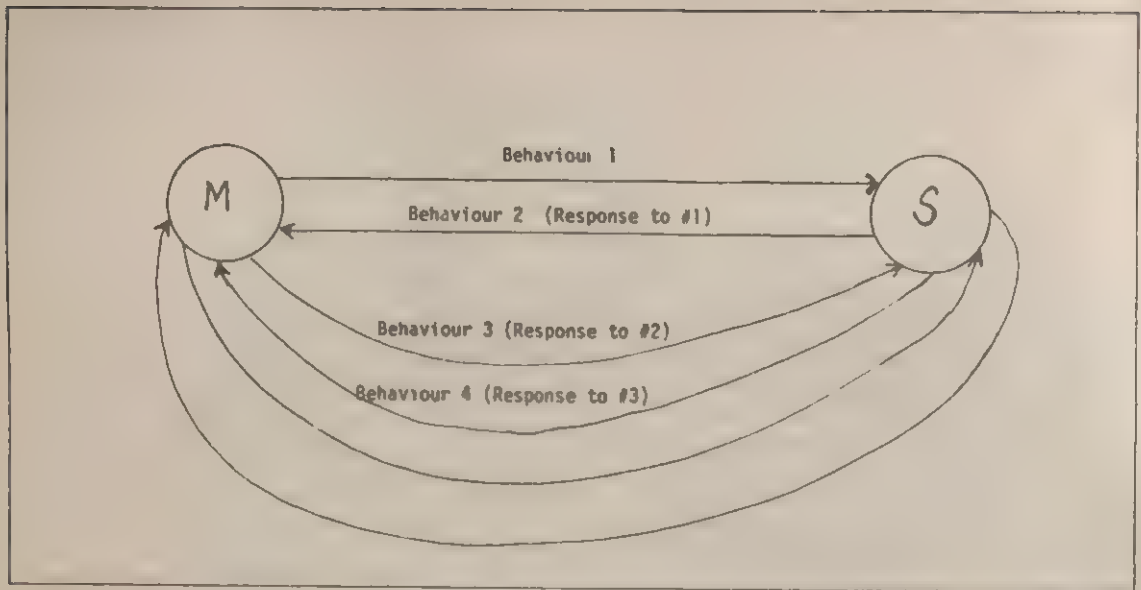 Behaviour 1
M
S
Behaviour 2 (Response to #1)
Behaviour 3 (Response to #2)
Behaviour 4 (Response to #3)